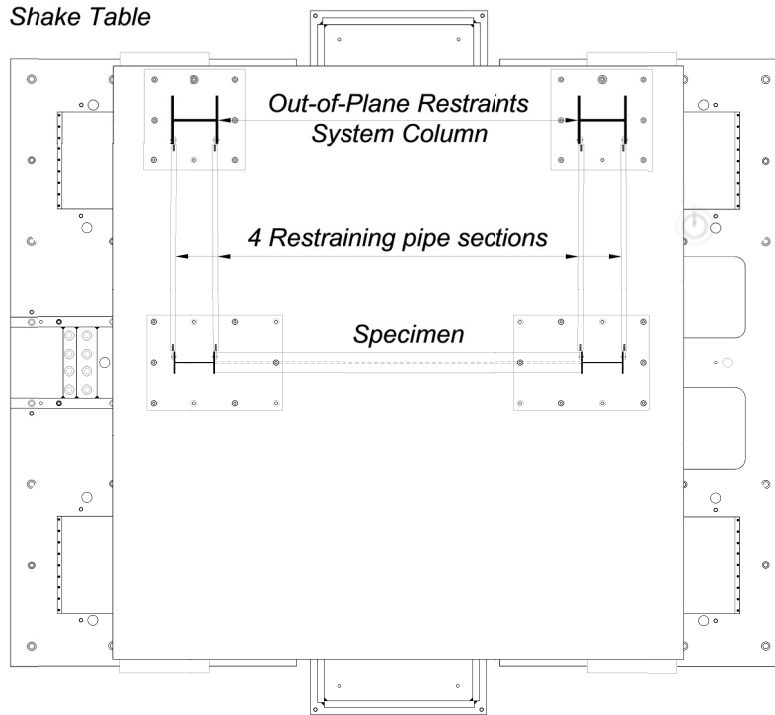 Shake Table
Out-of-Plane Restraints
System Column
4 Restraining pipe sections
Specimen